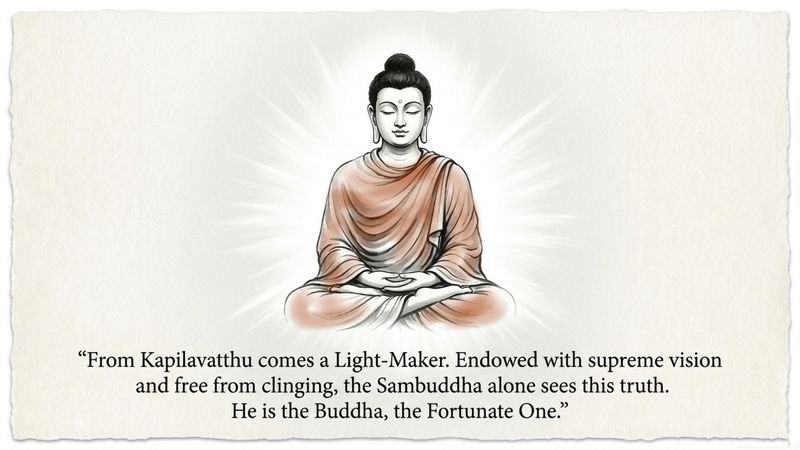 “From Kapilavatthu comes a Light-Maker. Endowed with supreme vision
and free from clinging, the Sambuddha alone sees this truth.
He is the Buddha, the Fortunate One.”